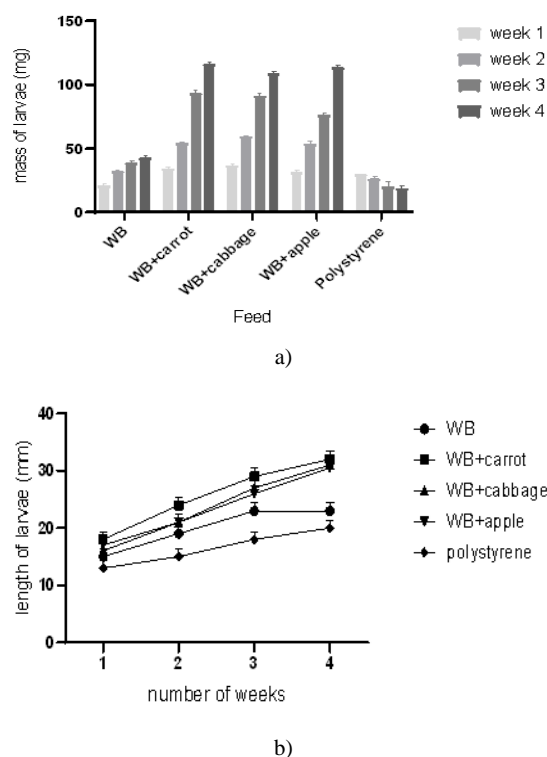 mass of larvae (mg)
150
100
50
0
WB
WB+carrot
WB+cabbage
WB+apple
Polystyrene
Feed
week 1
week 2
week 3
week 4
a)
length of larvae (mm)
40
30
20
10
0
1 2 3 4
number of weeks
WB
WB+carrot
WB+cabbage
WB+apple
polystyrene
b)